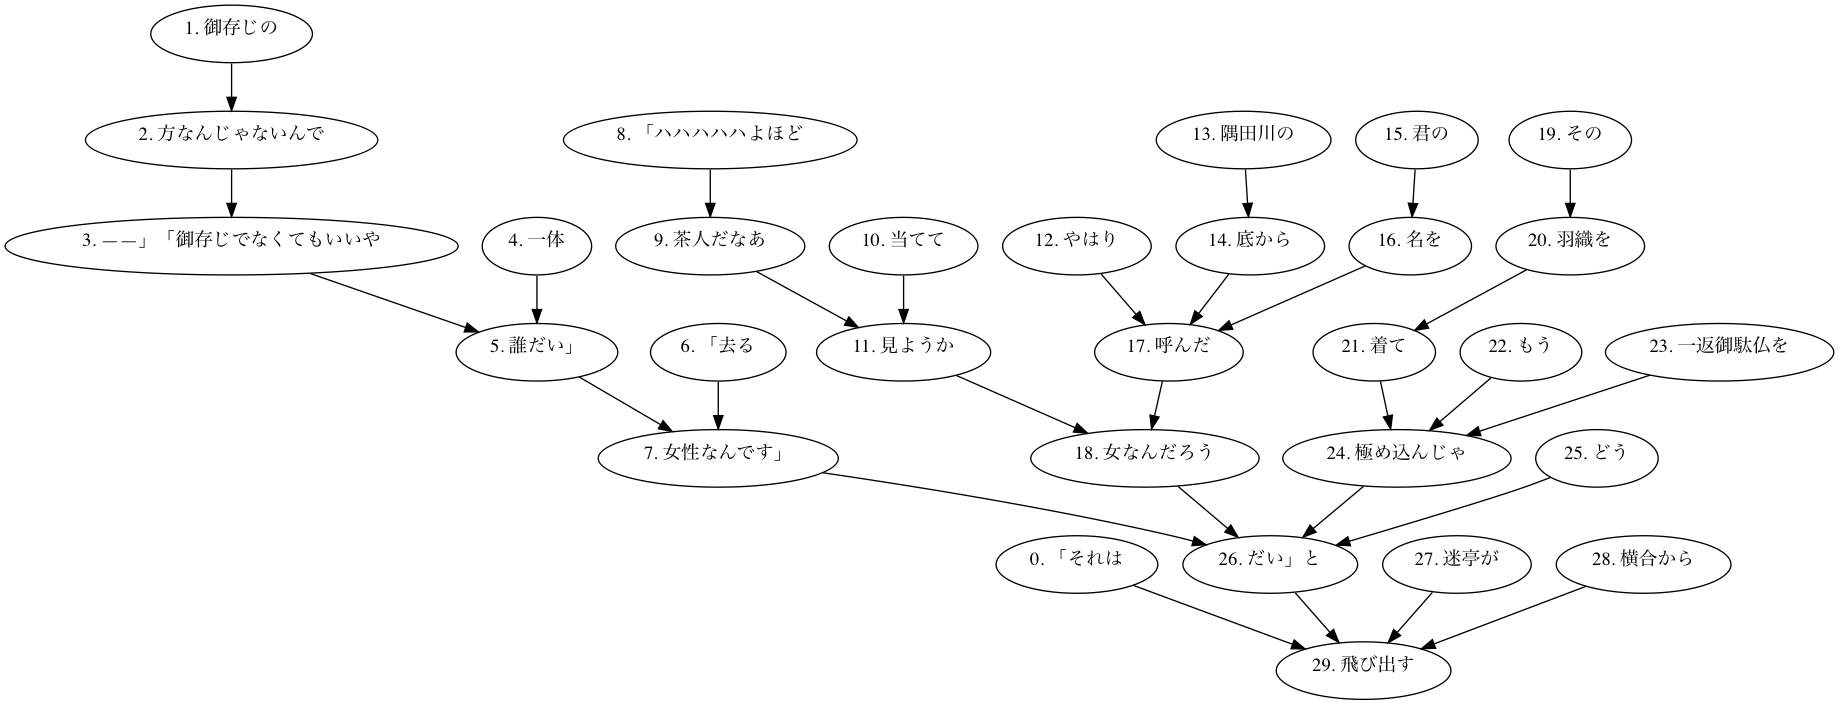 1. 御存じの
2. 方なんじゃないんで
8. 「ハハハハハよほど
13. 隅田川の
15. 君の
19. その
3. ——」「御存じでなくてもいいや
4. 一体
9. 茶人だなあ
10. 当てて
12. やはり
14. 底から
16. 名を
20. 羽織を
5. 誰だい」
6. 「去る
11. 見ようか
17. 呼んだ
21. 着て
22. もう
23. 一返御駄仏を
7. 女性なんです」
18. 女なんだろう
24. 極め込んじゃ
25. どう
0. 「それは
26. だい」と
27. 迷亭が
28. 横合から
29. 飛び出す